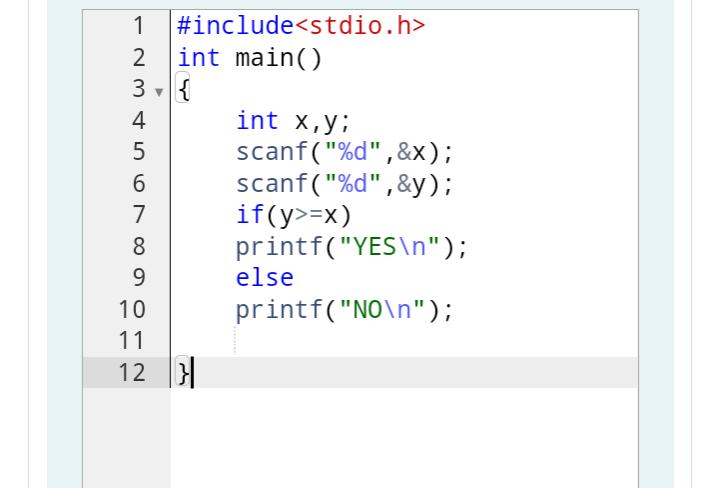 1 #include<stdio.h>
2 int main()
3 {
4 int x,y;
5 scanf("%d",&x);
6 scanf("%d",&y);
7 if(y>=x)
8 printf("YES\n");
9 else
10 printf("NO\n");
11
12 }